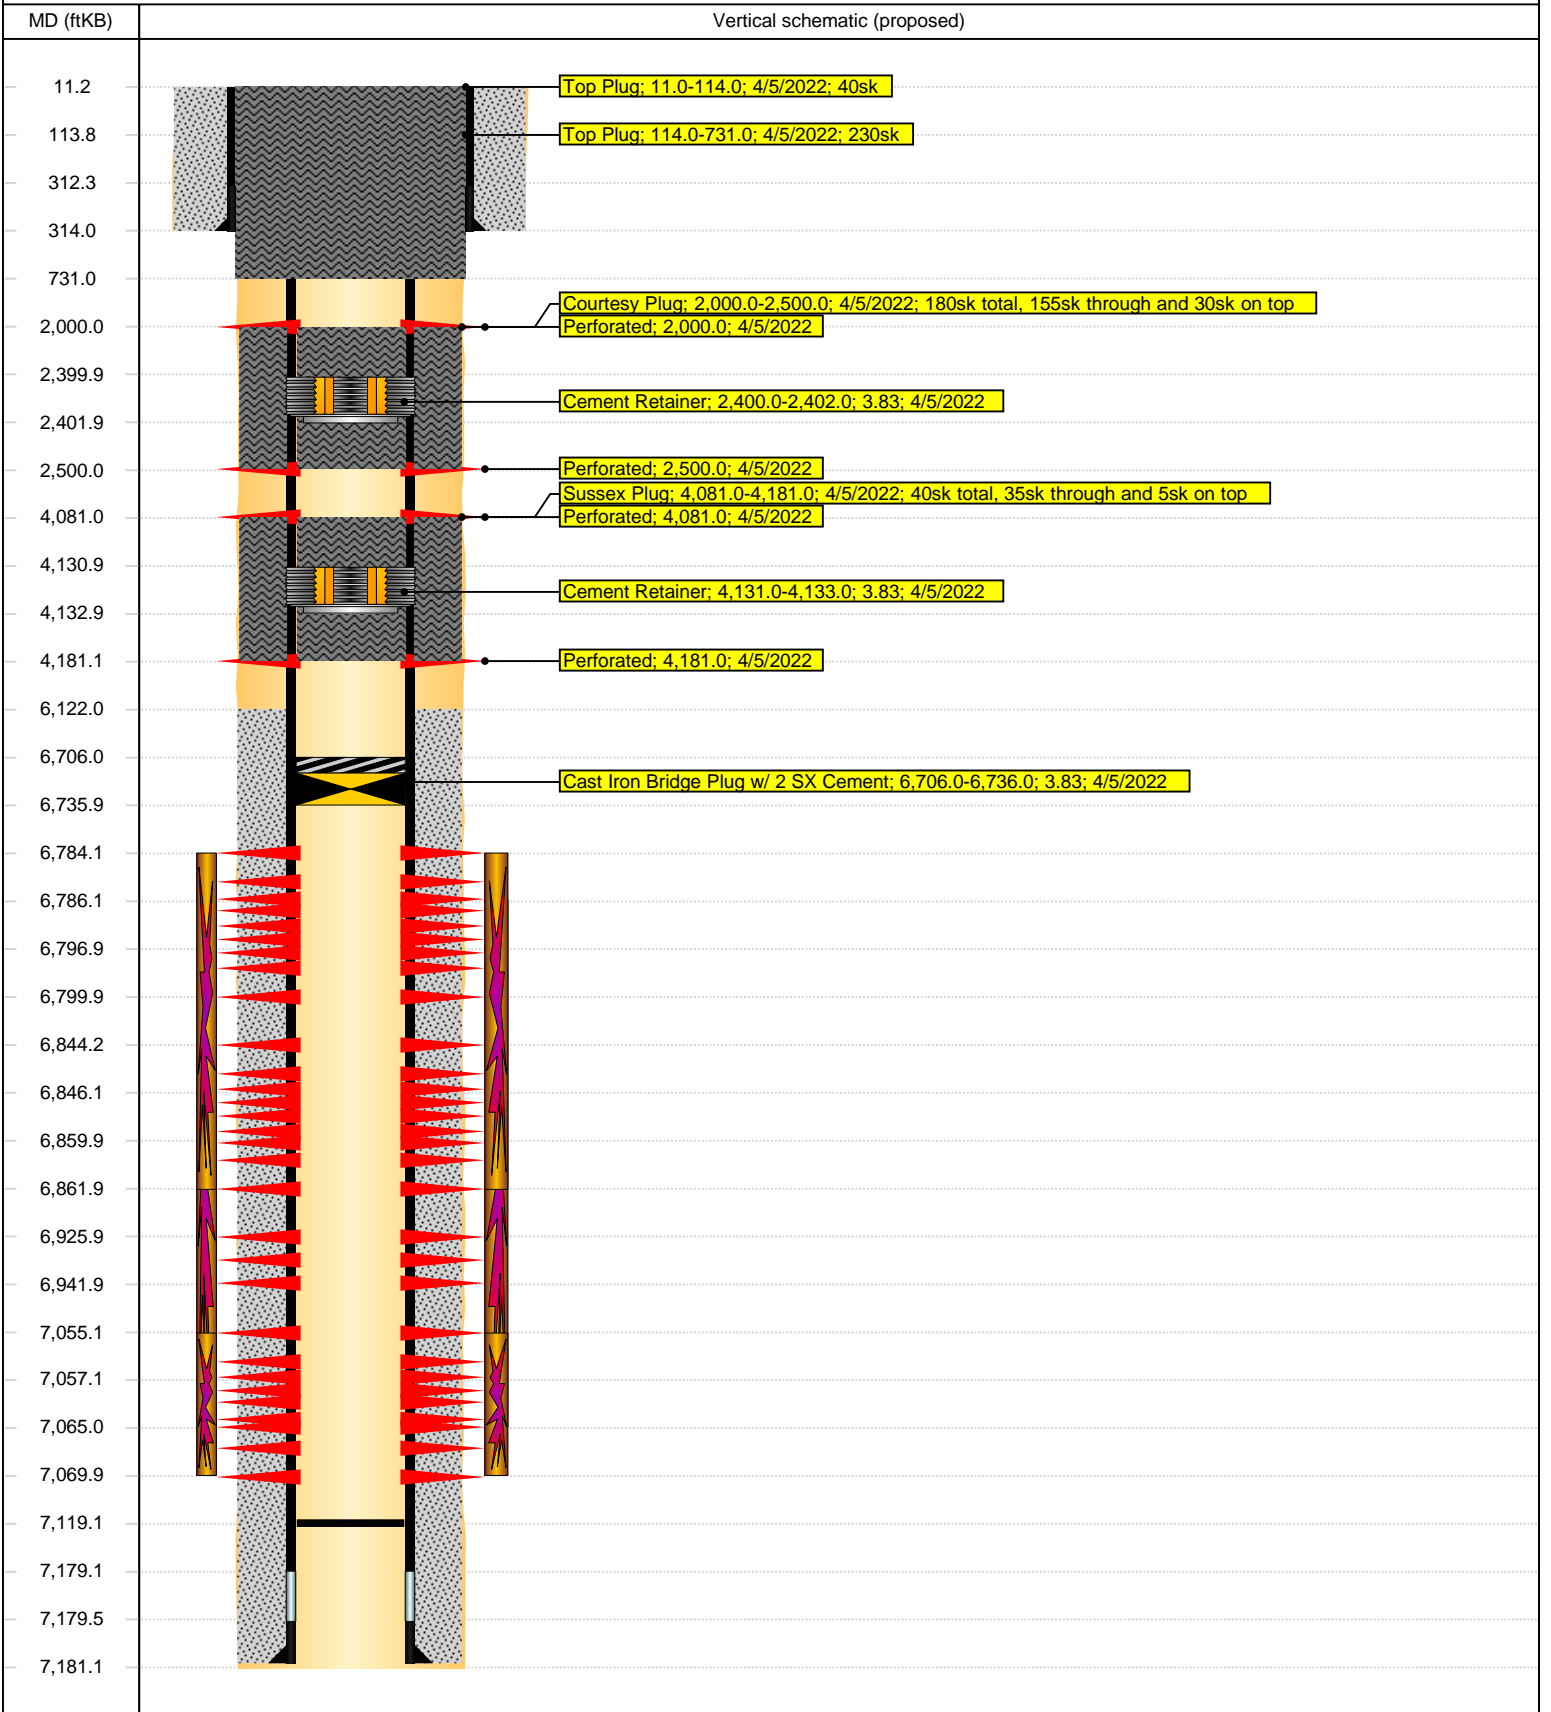 MD (ftKB)
Vertical schematic (proposed)
11.2
Top Plug; 11.0-114.0; 4/5/2022; 40sk
113.8
Top Plug; 114.0-731.0; 4/5/2022; 230sk
312.3
314.0
731.0
Courtesy Plug; 2,000.0-2,500.0; 4/5/2022; 180sk total, 155sk through and 30sk on top
2,000.0
Perforated; 2,000.0; 4/5/2022
2,399.9
Cement Retainer; 2,400.0-2,402.0; 3.83; 4/5/2022
2,401.9
2,500.0
Perforated; 2,500.0; 4/5/2022
Sussex Plug; 4,081.0-4,181.0; 4/5/2022; 40sk total, 35sk through and 5sk on top
4,081.0
Perforated; 4,081.0; 4/5/2022
4,130.9
Cement Retainer; 4,131.0-4,133.0; 3.83; 4/5/2022
4,132.9
4,181.1
Perforated; 4,181.0; 4/5/2022
6,122.0
6,706.0
Cast Iron Bridge Plug w/ 2 SX Cement; 6,706.0-6,736.0; 3.83; 4/5/2022
6,735.9
6,784.1
6,786.1
6,796.9
6,799.9
6,844.2
6,846.1
6,859.9
6,861.9
6,925.9
6,941.9
7,055.1
7,057.1
7,065.0
7,069.9
7,119.1
7,179.1
7,179.5
7,181.1